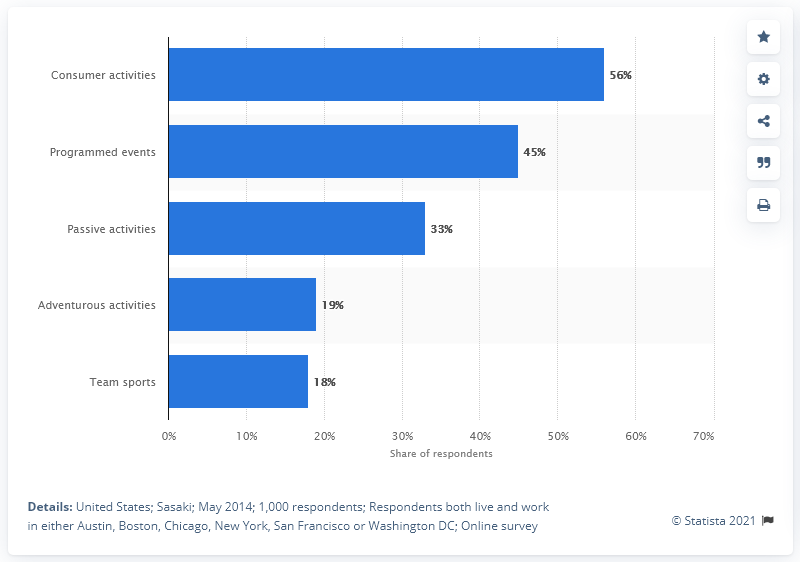 Consumer activities
56%
Programmed events
45%
Passive activities
33%
Adventurous activities
19%
Team sports
18%
0% 10% 20% 30% 40% 50% 60% 70%
Share of respondents
Details: United States; Sasaki; May 2014; 1,000 respondents; Respondents both live and work
in either Austin, Boston, Chicago, New York, San Francisco or Washington DC; Online survey
© Statista 2021